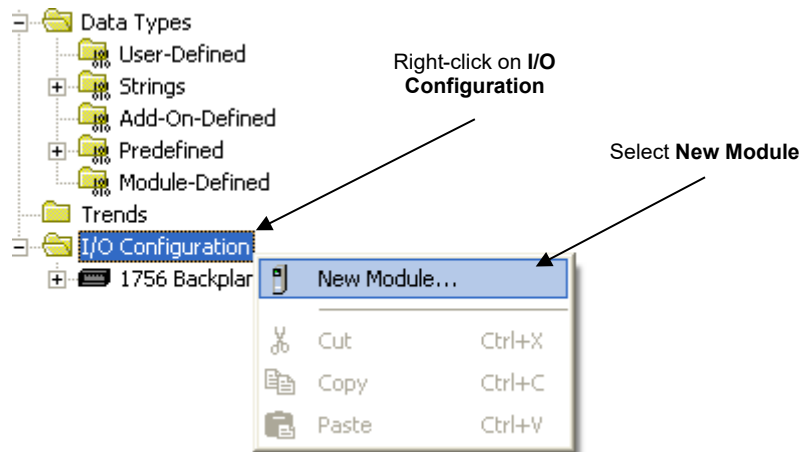 Data Types
User-Defined
Strings
Add-On-Defined
Predefined
Module-Defined
Trends
I/O Configuration
1756 Backplar
Right-click on I/O
Configuration
Select New Module
New Module...
Cut Ctrl+X
Copy Ctrl+C
Paste Ctrl+V